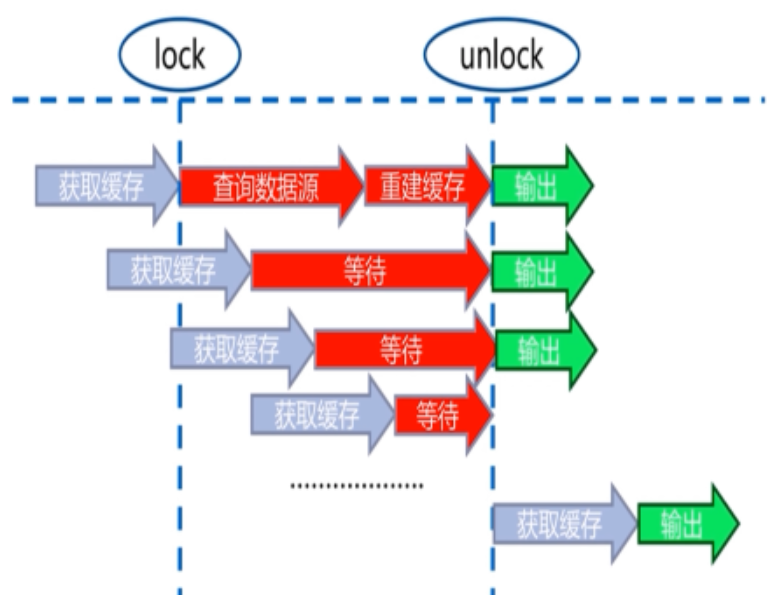 lock unlock
获取缓存 查询数据源 重建缓存 输出
获取缓存 等待 输出
获取缓存 等待 输出
获取缓存 等待
获取缓存 输出